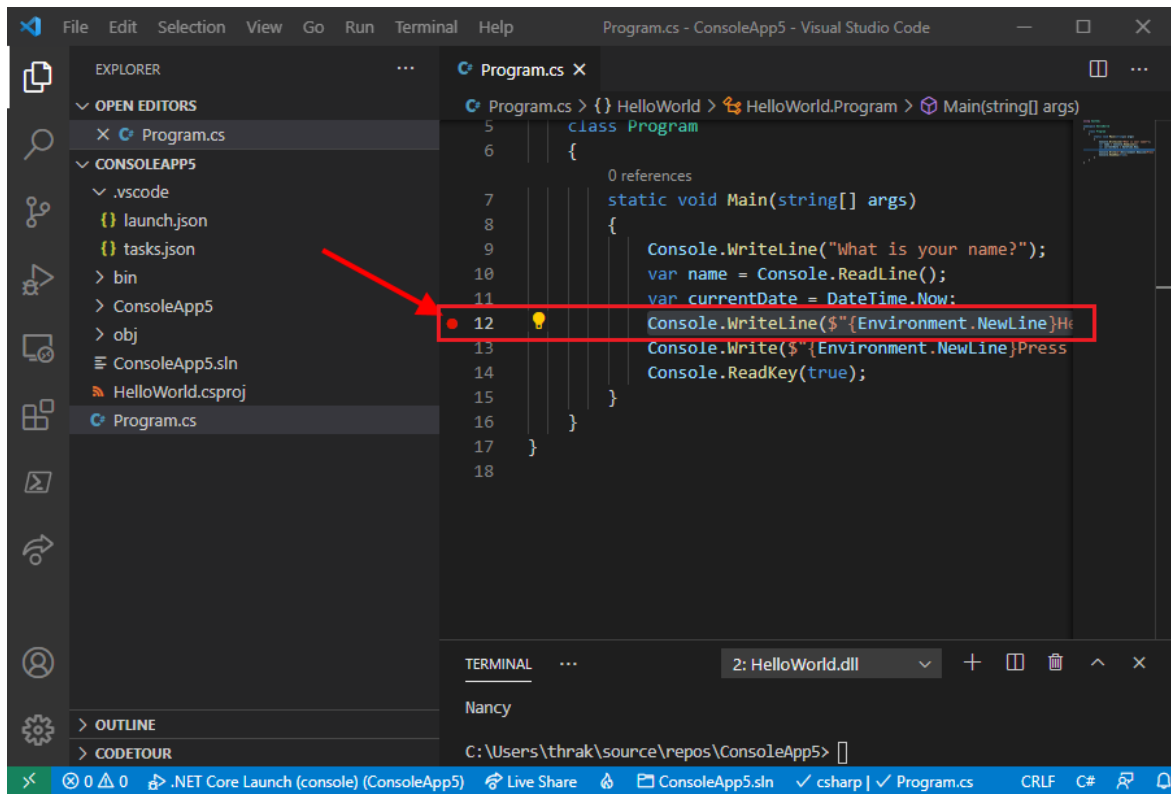 File Edit Selection View Go Run Terminal Help Program.cs - ConsoleApp5 - Visual Studio Code
EXPLORER
OPEN EDITORS
Program.cs
CONSOLEAPP5
.vscode
{} launch.json
{} tasks.json
bin
ConsoleApp5
obj
ConsoleApp5.sln
HelloWorld.csproj
C# Program.cs
OUTLINE
CODETOUR
C# Program.cs
C# Program.cs > {} HelloWorld > HelloWorld.Program > Main(string[] args)
5 class Program
6 {
0 references
7 static void Main(string[] args)
8 {
9 Console.WriteLine("What is your name?");
10 var name = Console.ReadLine();
11 var currentDate = DateTime.Now;
12 Console.WriteLine($"{Environment.NewLine}He
13 Console.Write($"{Environment.NewLine}Press
14 Console.ReadKey(true);
15 }
16 }
17 }
18
TERMINAL ... 2: HelloWorld.dll
Nancy
C:\Users\thrak\source\repos\ConsoleApp5>
0 0 .NET Core Launch (console) (ConsoleApp5) Live Share ConsoleApp5.sln ✓ csharp | ✓ Program.cs CRLF C#